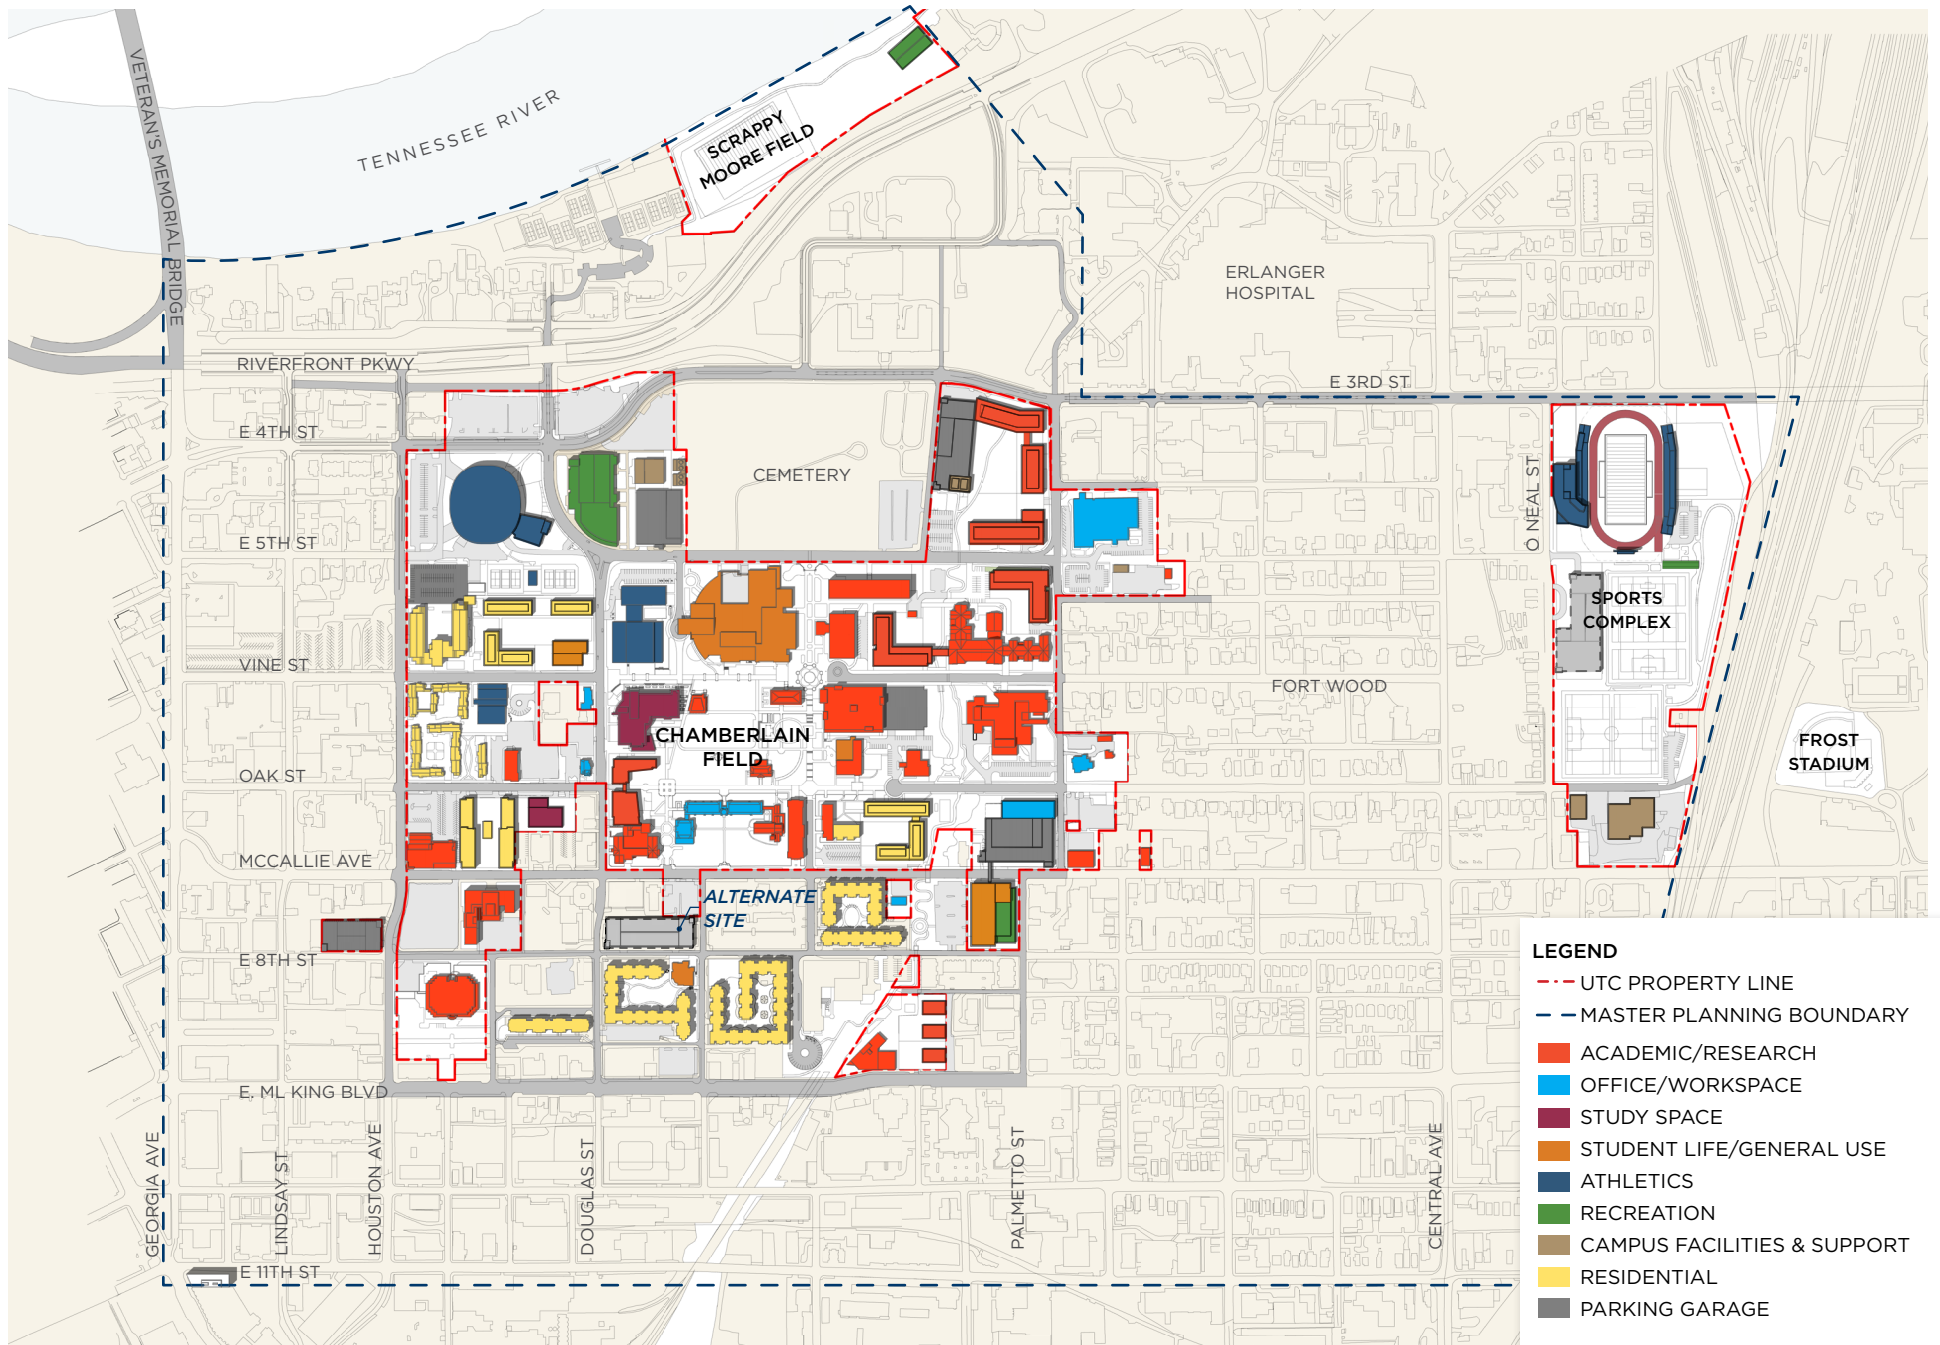 VETERAN'S MEMORIAL BRIDGE
TENNESSEE RIVER
SCRAPPY
MOORE FIELD
ERLANGER
HOSPITAL
RIVERFRONT PKWY
E 3RD ST
E 4TH ST
CEMETERY
O NEAL ST
E 5TH ST
SPORTS
COMPLEX
VINE ST
FORT WOOD
CHAMBERLAIN
FIELD
FROST
STADIUM
OAK ST
MCCALLIE AVE
ALTERNATE
SITE
E 8TH ST
E. ML KING BLVD
GEORGIA AVE
LINDSAY ST
HOUSTON AVE
DOUGLAS ST
PALMETTO ST
CENTRAL AVE
E 11TH ST
LEGEND
UTC PROPERTY LINE
MASTER PLANNING BOUNDARY
ACADEMIC/RESEARCH
OFFICE/WORKSPACE
STUDY SPACE
STUDENT LIFE/GENERAL USE
ATHLETICS
RECREATION
CAMPUS FACILITIES & SUPPORT
RESIDENTIAL
PARKING GARAGE